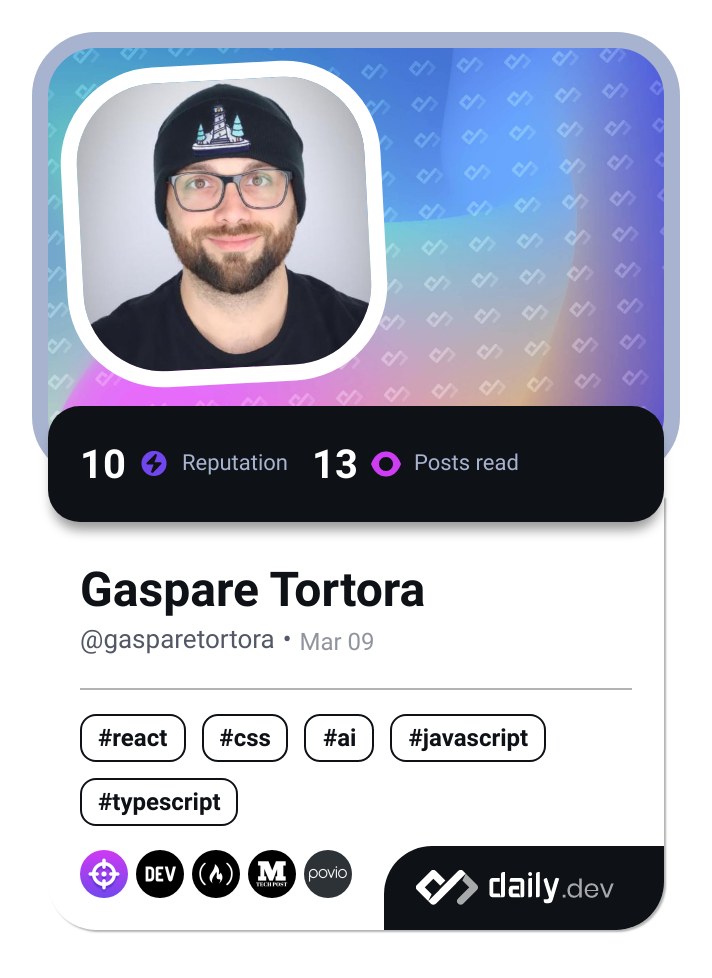 10 Reputation 13 Posts read
Gaspare Tortora
@gasparetortora • Mar 09
#react #css #ai #javascript
#typescript
DEV M TECH POST povio
daily.dev